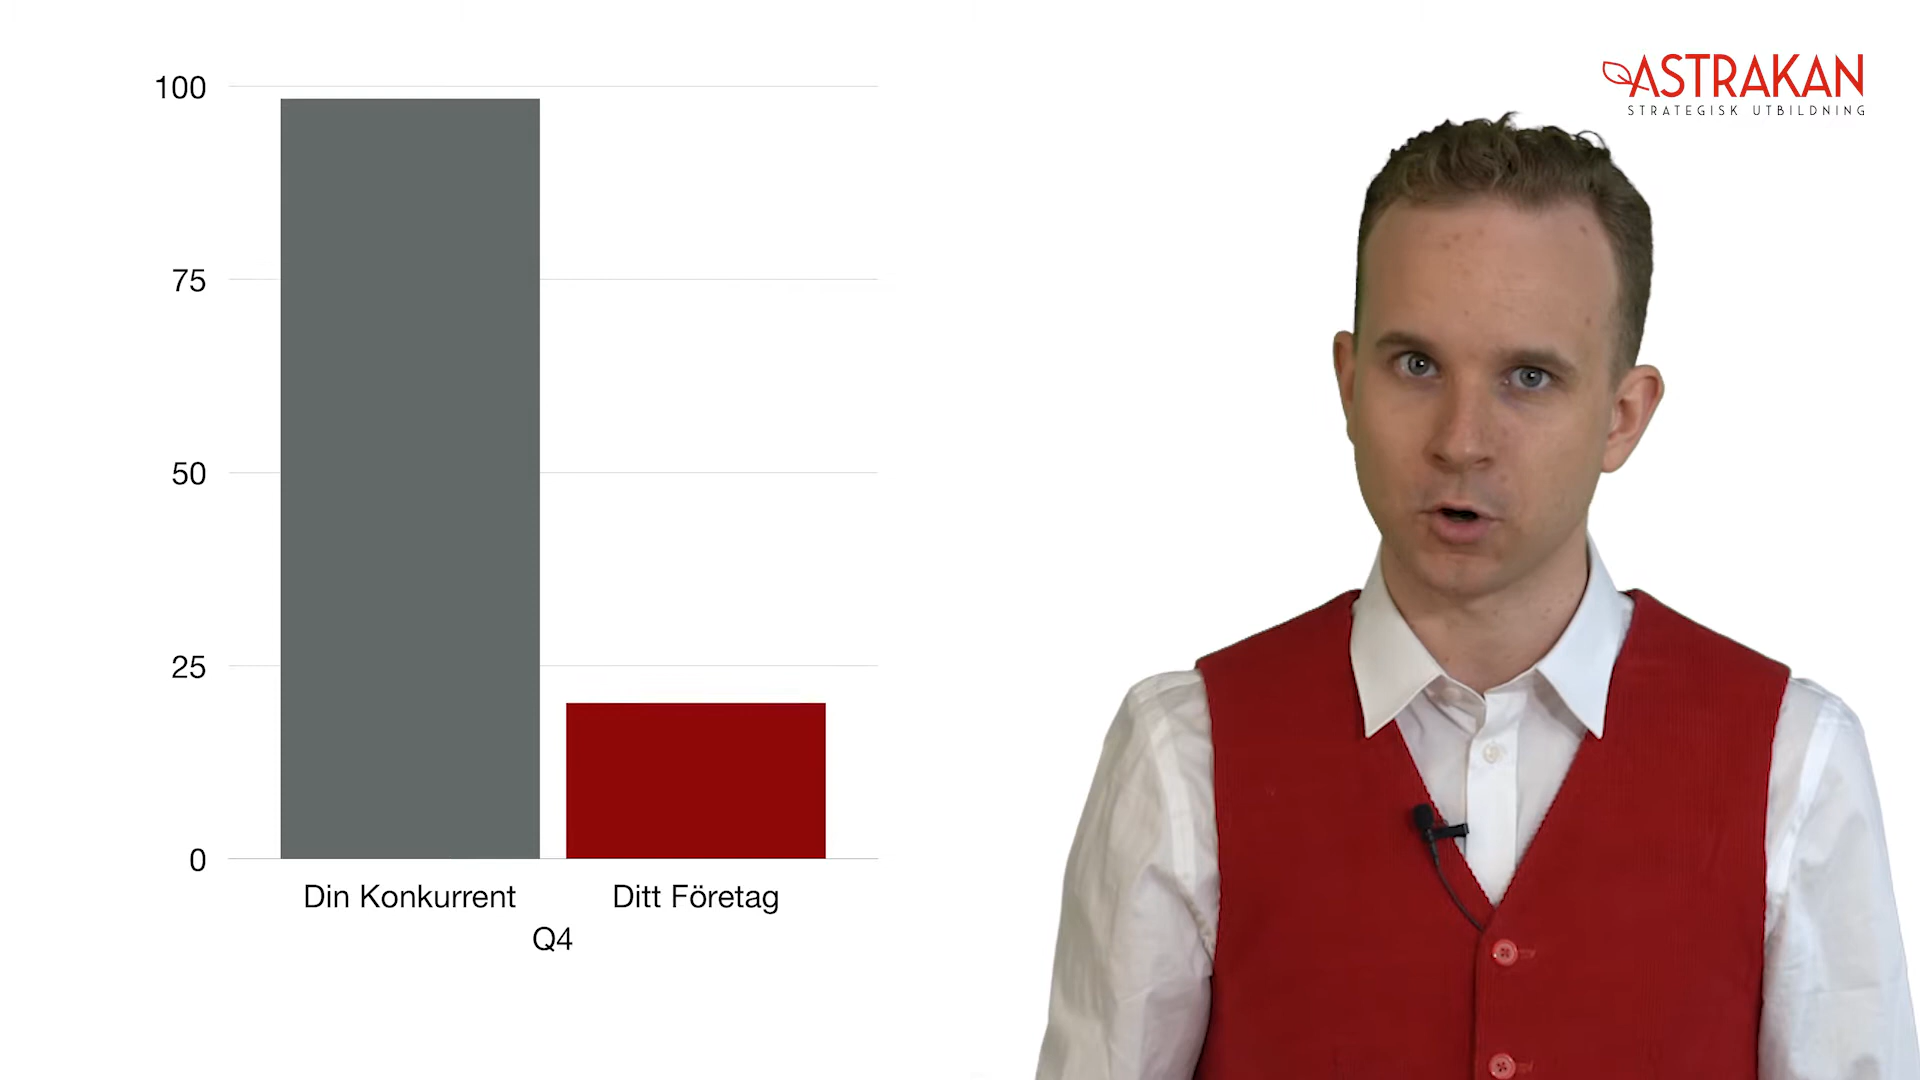 100
75
50
25
0
Din Konkurrent
Ditt Företag
Q4
ASTRAKAN
STRATEGISK UTBILDNING